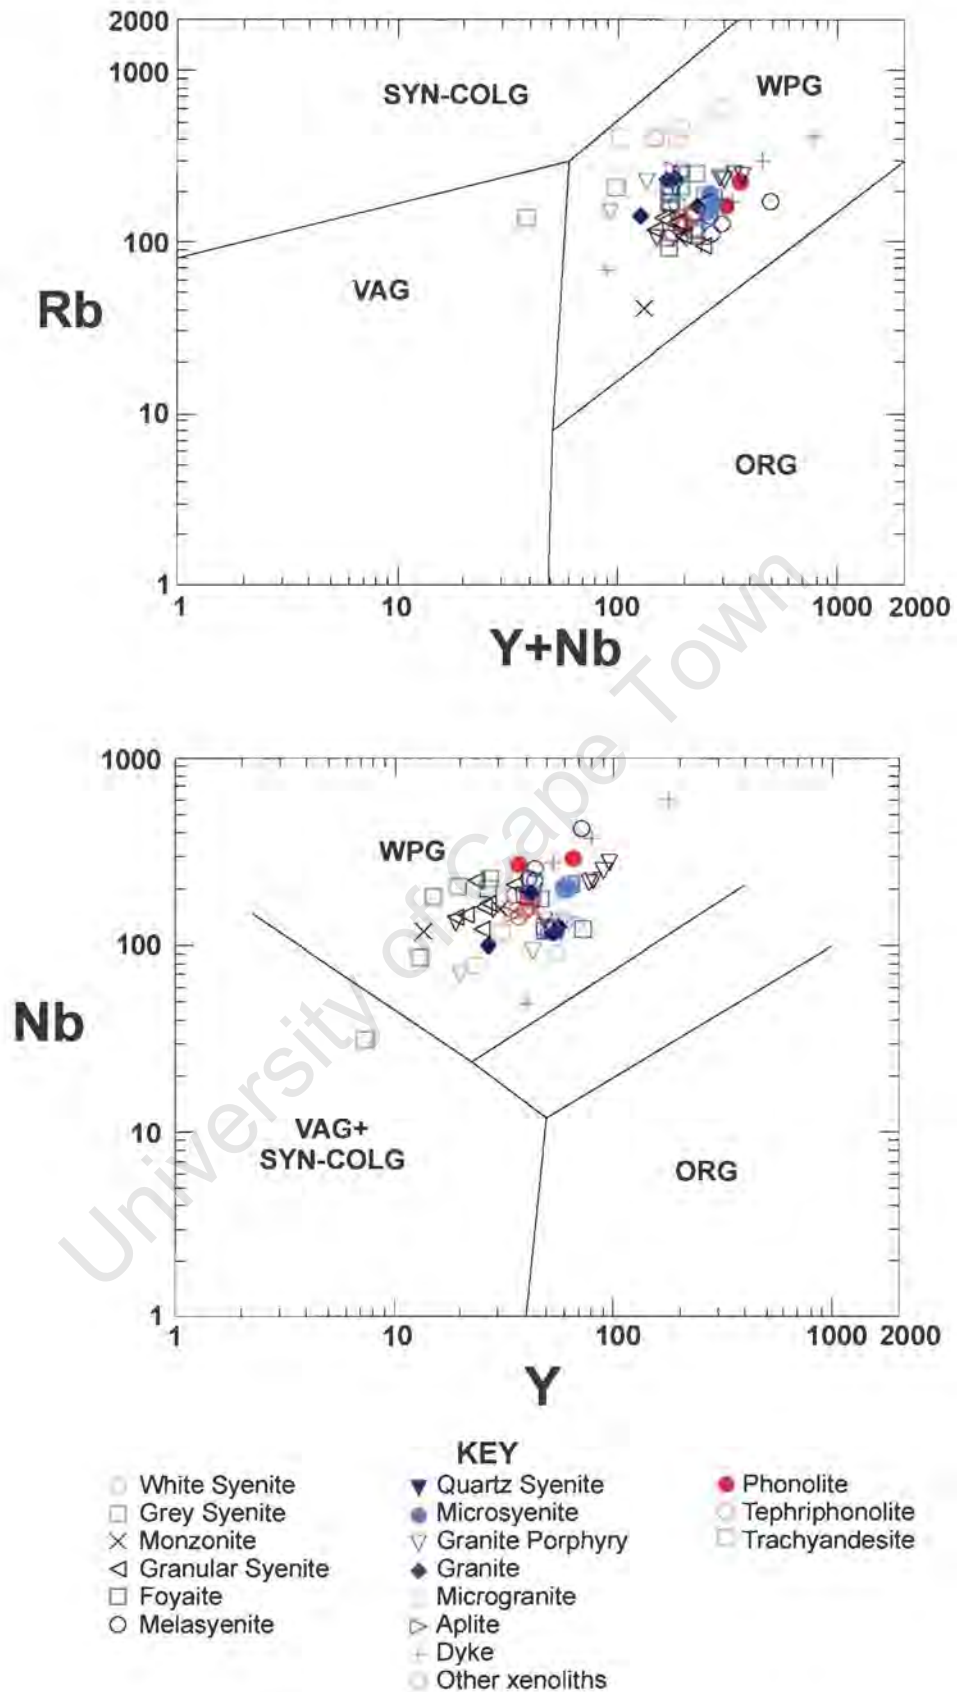 2000
1000
SYN-COLG
WPG
100
VAG
Rb
10
ORG
1
1
10
100
1000
2000
Y+Nb
University of Cape Town
1000
WPG
100
Nb
10
VAG+
SYN-COLG
ORG
1
1
10
100
1000
2000
Y
KEY
White Syenite
Grey Syenite
Monzonite
Granular Syenite
Foyaite
Melasyenite
Quartz Syenite
Microsyenite
Granite Porphyry
Granite
Microgranite
Aplite
Dyke
Other xenoliths
Phonolite
Tephriphonolite
Trachyandesite